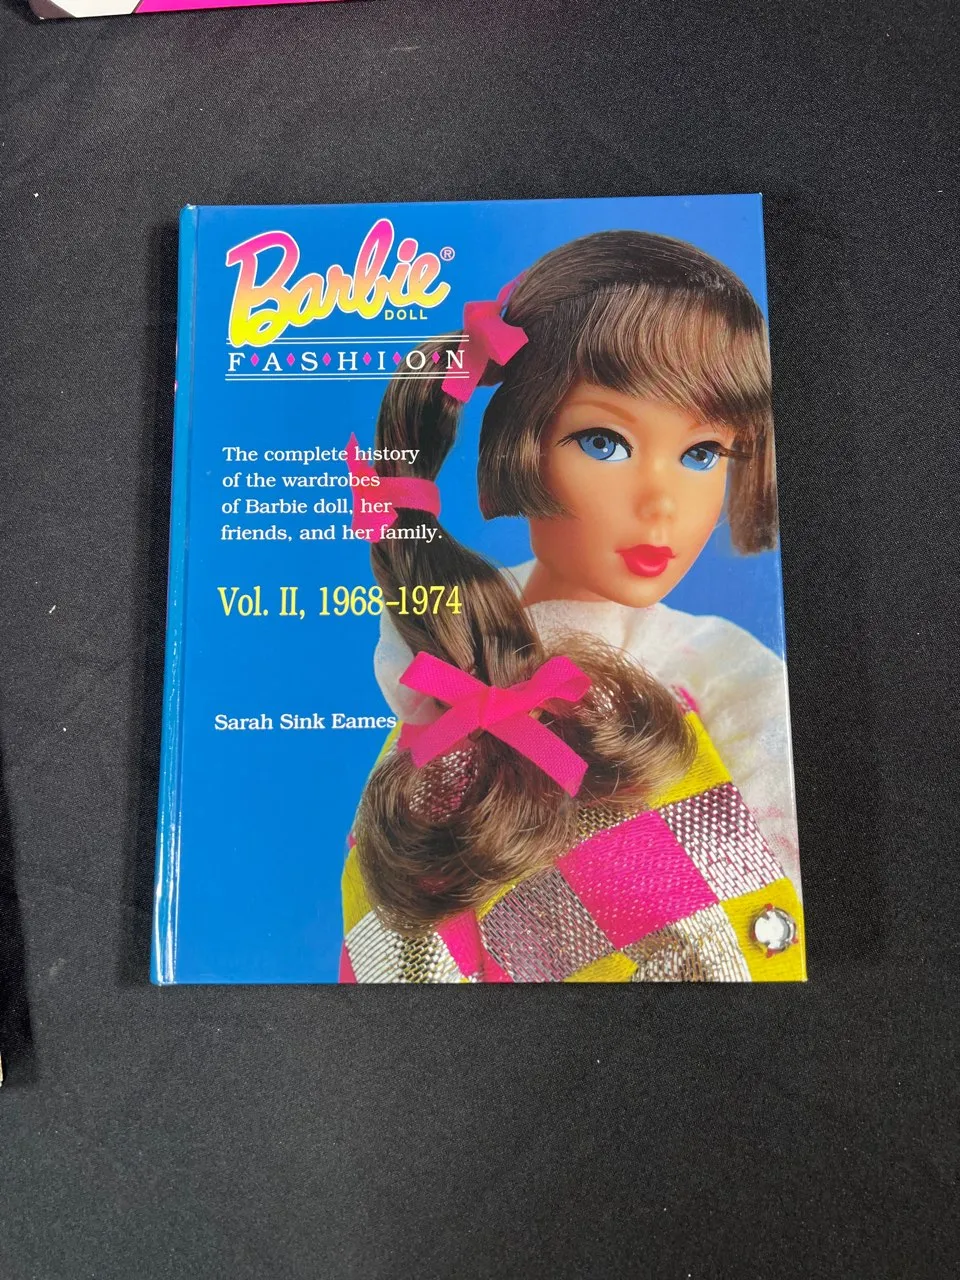 Barbie®
DOLL
F•A•S•H•I•O•N
The complete history
of the wardrobes
of Barbie doll, her
friends, and her family.
Vol. II, 1968–1974
Sarah Sink Eames